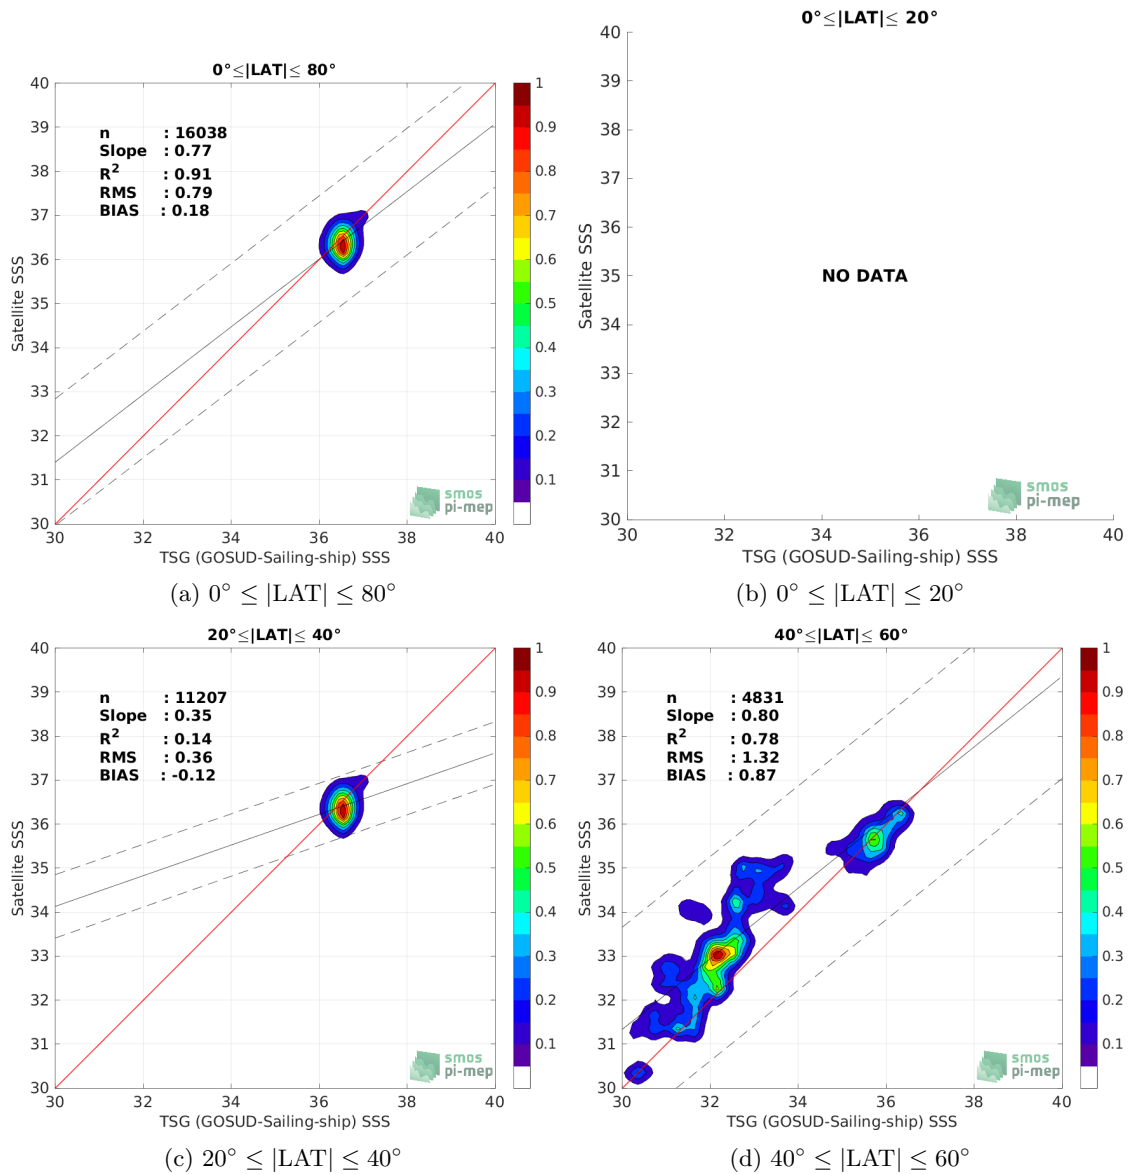 0°≤|LAT|≤ 80°
40
39
38
37
36
35
34
33
32
31
30
n : 16038
Slope : 0.77
R² : 0.91
RMS : 0.79
BIAS : 0.18
Satellite SSS
smos
pi-mep
30 32 34 36 38 40
TSG (GOSUD-Sailing-ship) SSS
1
0.9
0.8
0.7
0.6
0.5
0.4
0.3
0.2
0.1
(a) 0° ≤ |LAT| ≤ 80°
0°≤|LAT|≤ 20°
40
39
38
37
36
35
34
33
32
31
30
Satellite SSS
NO DATA
smos
pi-mep
30 32 34 36 38 40
TSG (GOSUD-Sailing-ship) SSS
(b) 0° ≤ |LAT| ≤ 20°
20°≤|LAT|≤ 40°
40
39
38
37
36
35
34
33
32
31
30
n : 11207
Slope : 0.35
R² : 0.14
RMS : 0.36
BIAS : -0.12
Satellite SSS
smos
pi-mep
30 32 34 36 38 40
TSG (GOSUD-Sailing-ship) SSS
1
0.9
0.8
0.7
0.6
0.5
0.4
0.3
0.2
0.1
(c) 20° ≤ |LAT| ≤ 40°
40°≤|LAT|≤ 60°
40
39
38
37
36
35
34
33
32
31
30
n : 4831
Slope : 0.80
R² : 0.78
RMS : 1.32
BIAS : 0.87
Satellite SSS
smos
pi-mep
30 32 34 36 38 40
TSG (GOSUD-Sailing-ship) SSS
1
0.9
0.8
0.7
0.6
0.5
0.4
0.3
0.2
0.1
(d) 40° ≤ |LAT| ≤ 60°